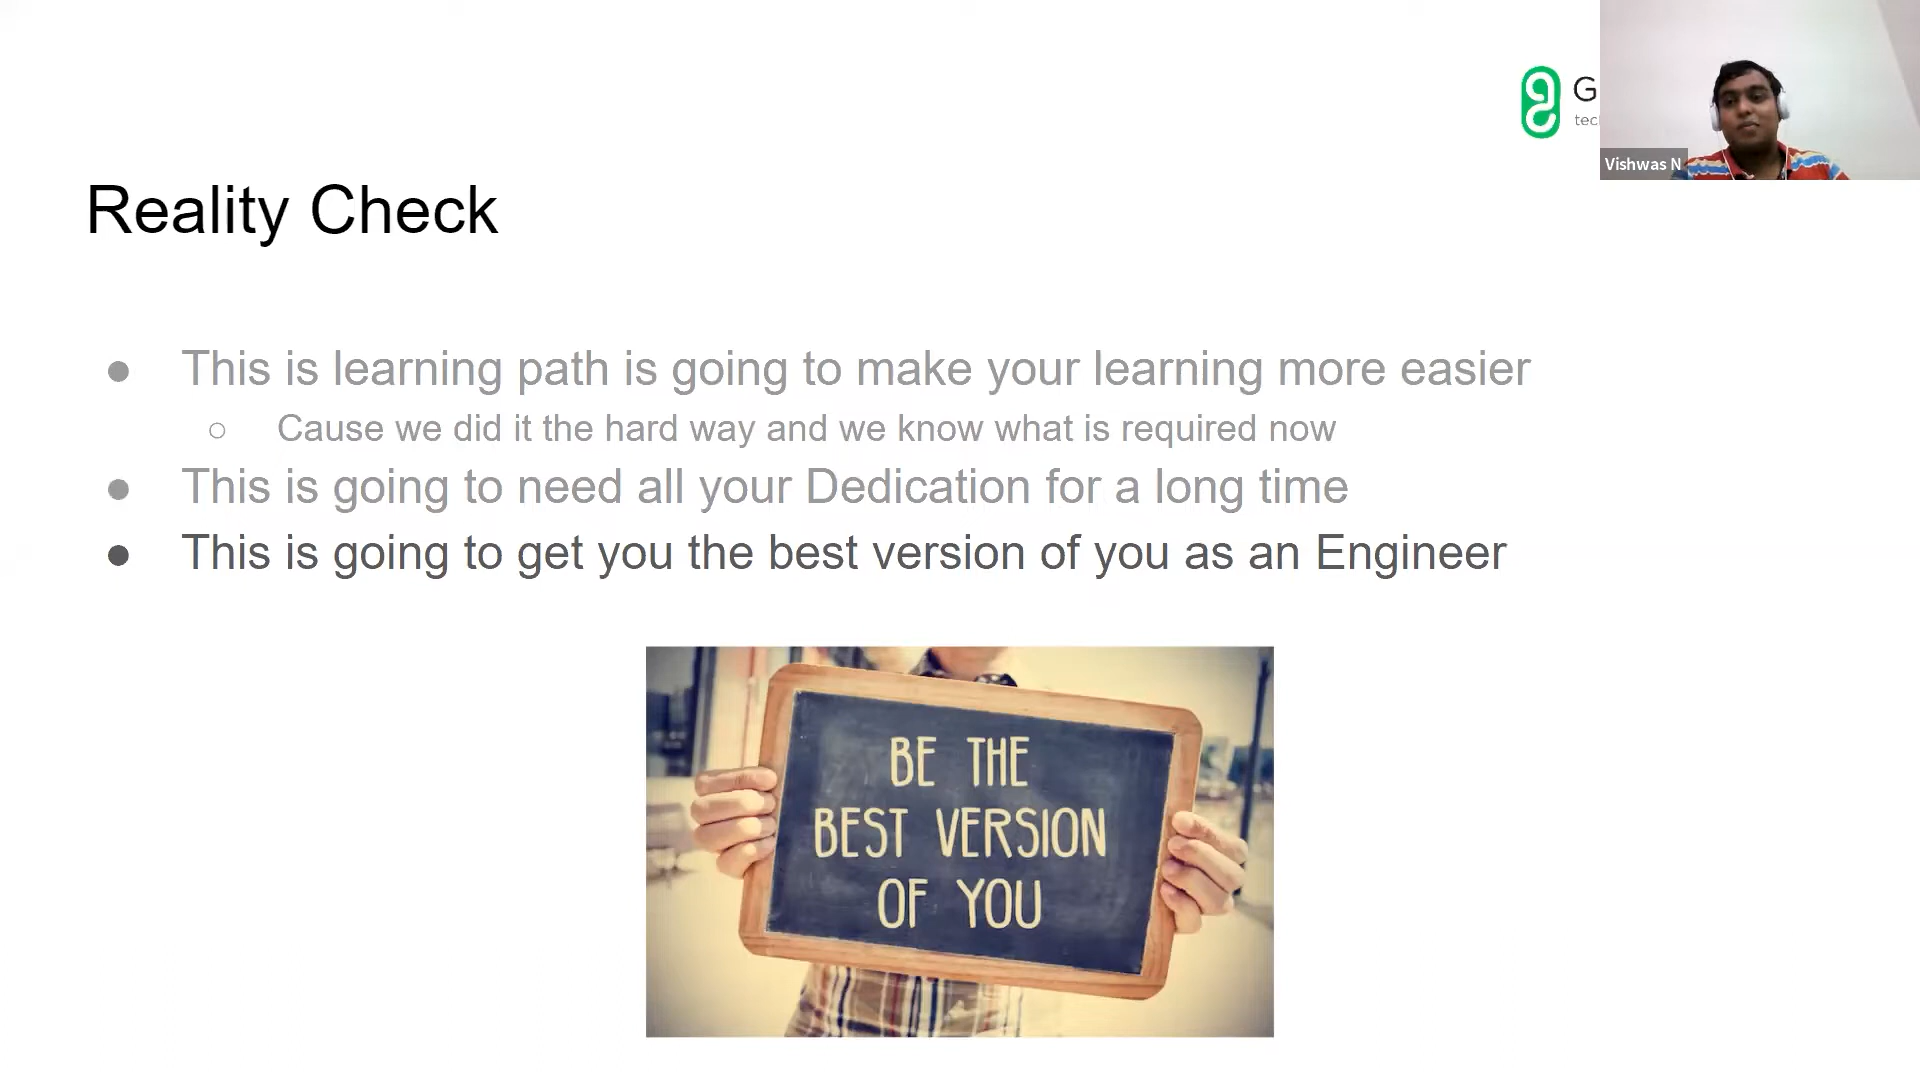 G
tec
Vishwas N
Reality Check
This is learning path is going to make your learning more easier
Cause we did it the hard way and we know what is required now
This is going to need all your Dedication for a long time
This is going to get you the best version of you as an Engineer
BE THE
BEST VERSION
OF YOU